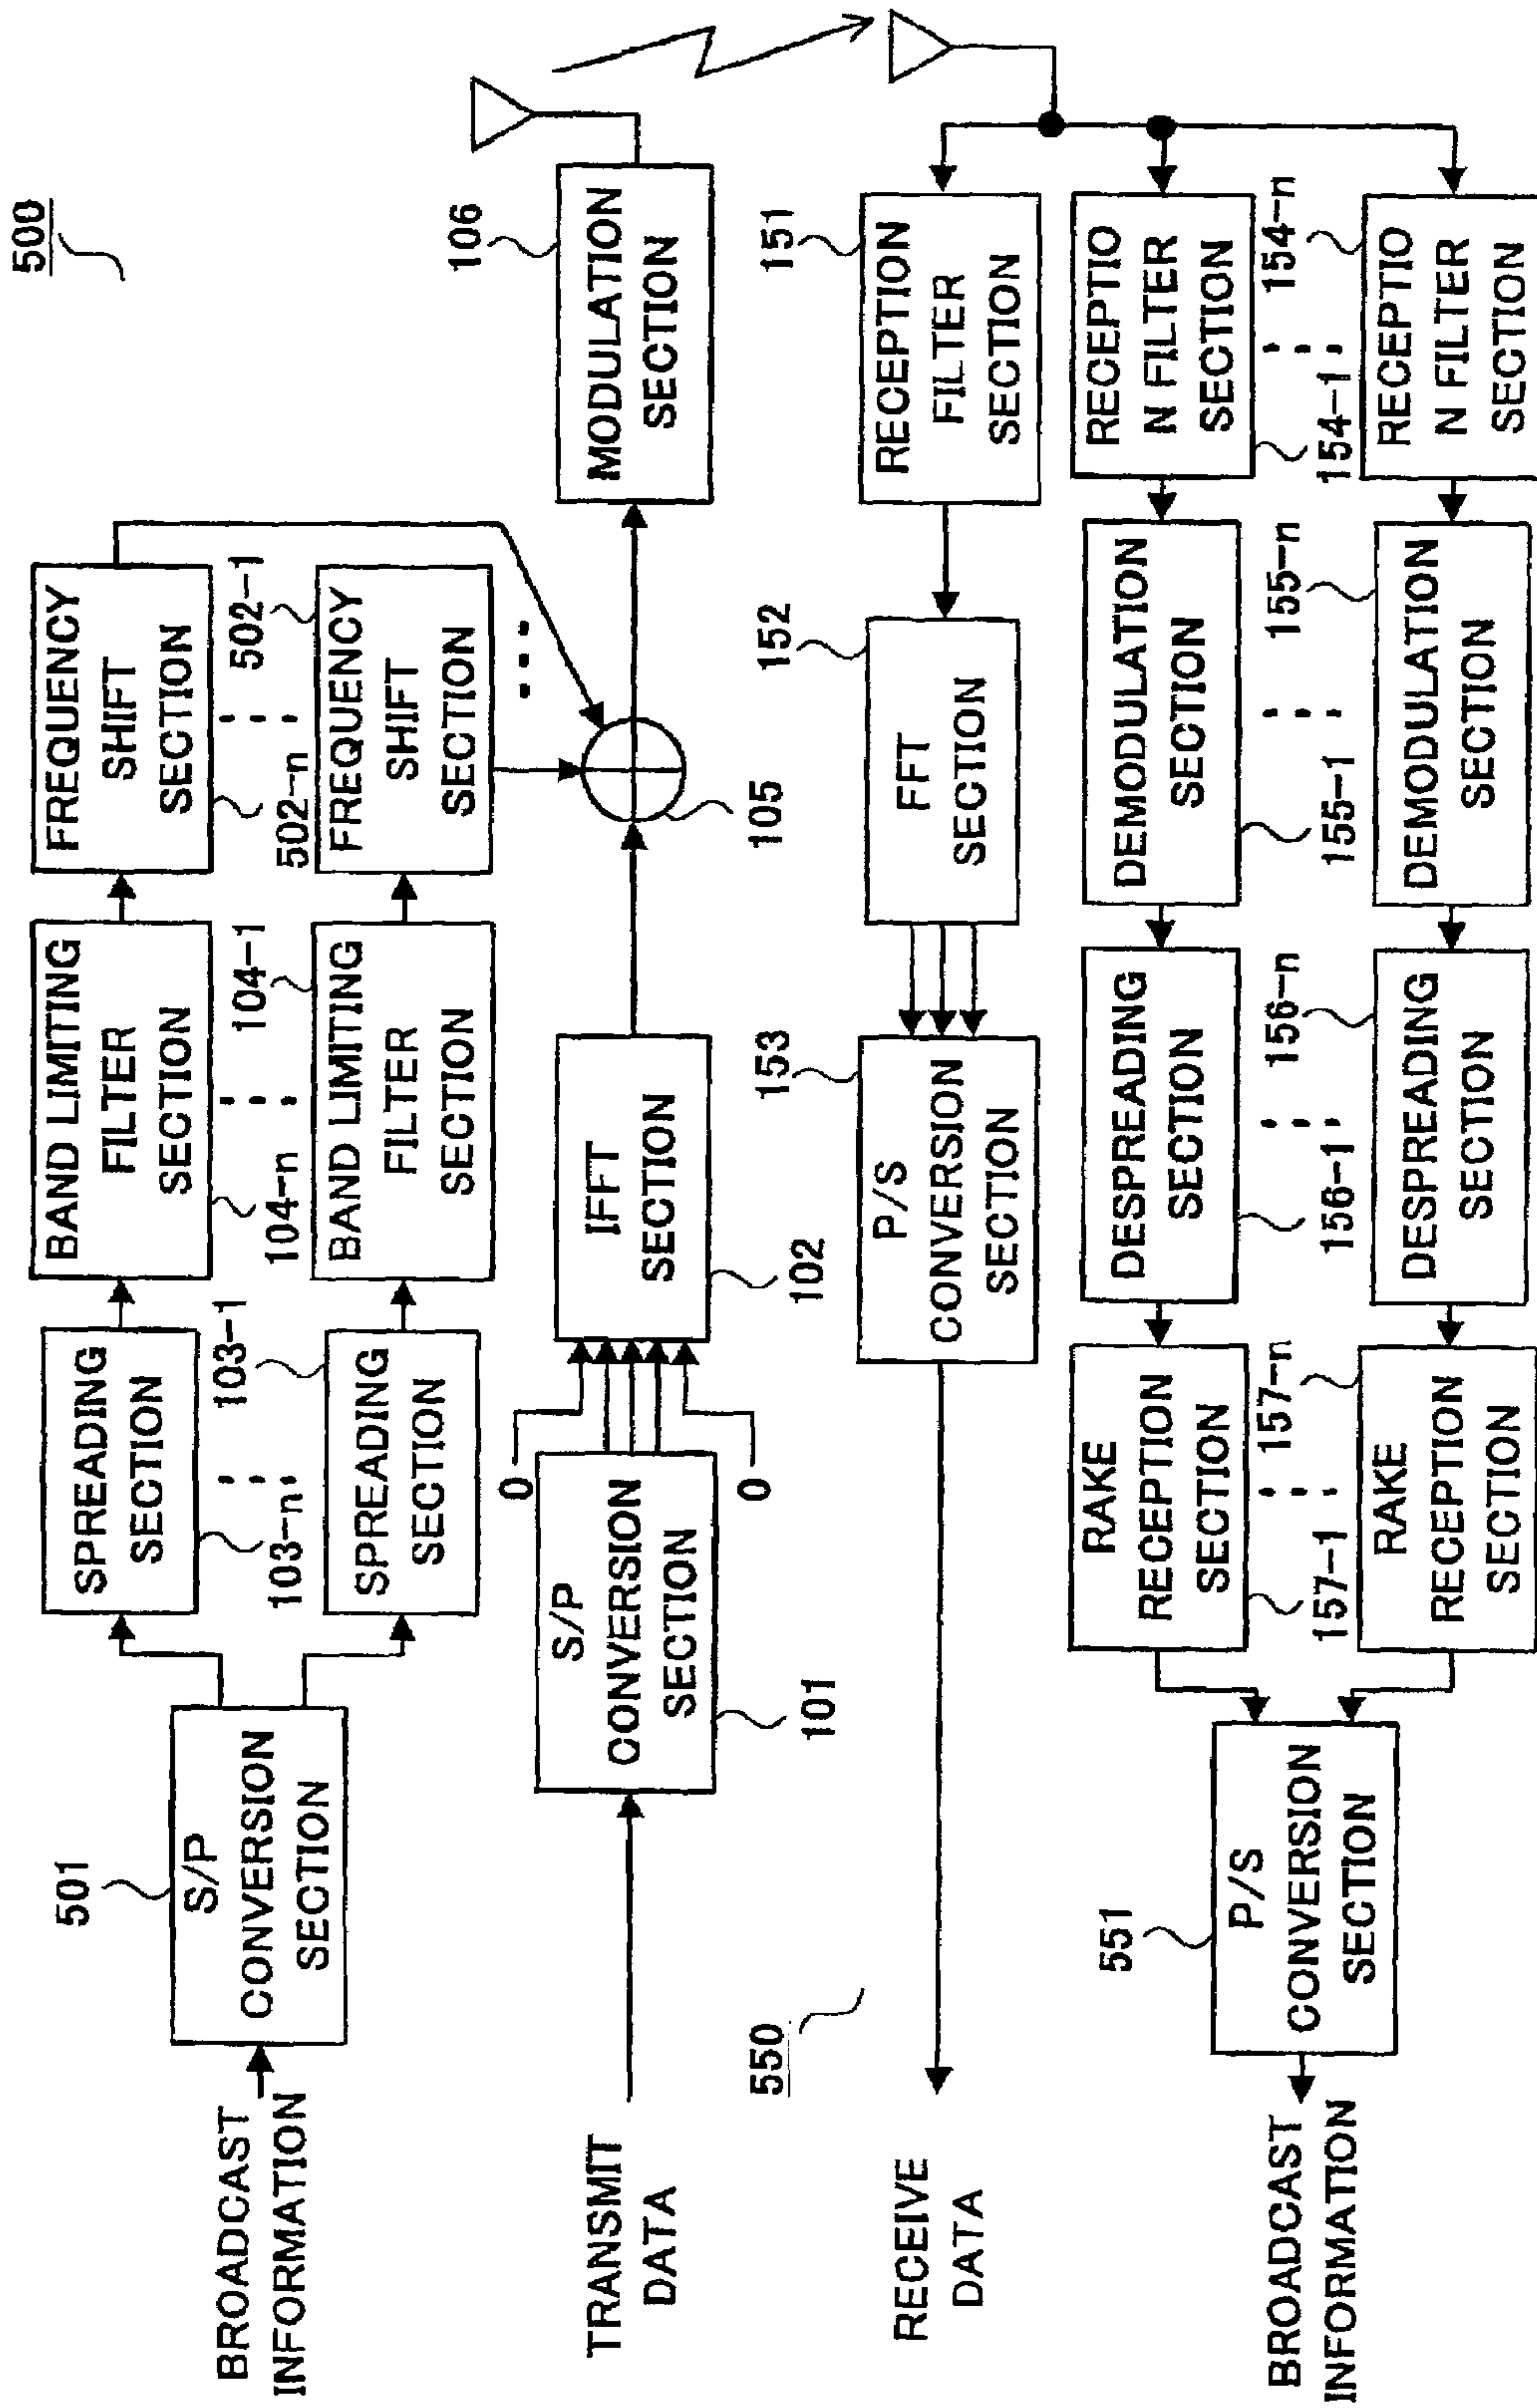 500
BROADCAST
INFORMATION
501
S/P
CONVERSION
SECTION
SPREADING
SECTION
103-n
103-1
SPREADING
SECTION
BAND LIMITING
FILTER
SECTION
104-n
104-1
BAND LIMITING
FILTER
SECTION
FREQUENCY
SHIFT
SECTION
502-n
502-1
FREQUENCY
SHIFT
SECTION
TRANSMIT
DATA
S/P
CONVERSION
SECTION
101
0
0
IFFT
SECTION
102
105
MODULATION
SECTION
106
550
RECEIVE
DATA
153
P/S
CONVERSION
SECTION
152
FFT
SECTION
151
RECEPTION
FILTER
SECTION
BROADCAST
INFORMATION
551
P/S
CONVERSION
SECTION
RAKE
RECEPTION
SECTION
157-1
157-n
RAKE
RECEPTION
SECTION
DESPREADING
SECTION
156-1
156-n
DESPREADING
SECTION
DEMODULATION
SECTION
155-1
155-n
DEMODULATION
SECTION
RECEPTIO
N FILTER
SECTION
154-1
154-n
RECEPTIO
N FILTER
SECTION